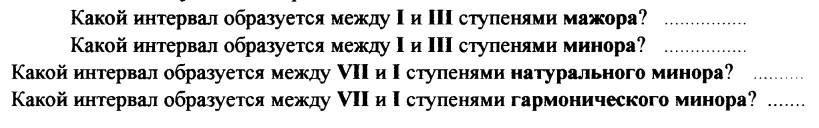 Какой интервал образуется между I и III ступенями мажора? ................
Какой интервал образуется между I и III ступенями минора? ................
Какой интервал образуется между VII и I ступенями натурального минора? ..........
Какой интервал образуется между VII и I ступенями гармонического минора? .......